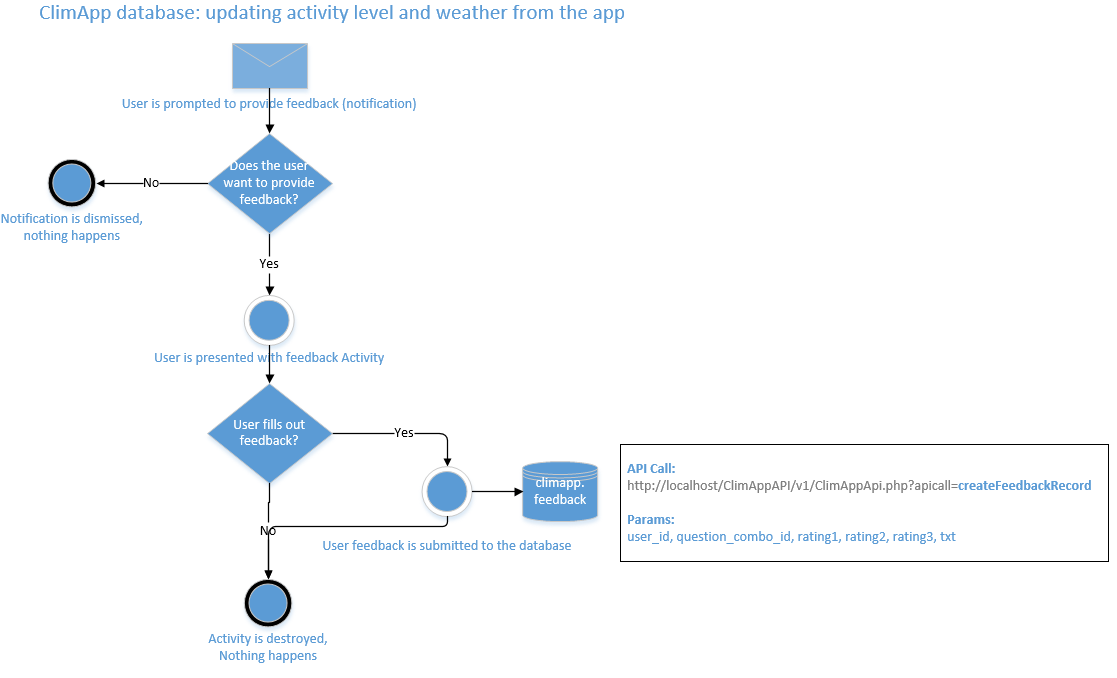 ClimApp database: updating activity level and weather from the app
User is prompted to provide feedback (notification)
Does the user
want to provide
feedback?
No
Notification is dismissed,
nothing happens
Yes
User is presented with feedback Activity
User fills out
feedback?
Yes
climapp.
feedback
No
User feedback is submitted to the database
Activity is destroyed,
Nothing happens
API Call:
http://localhost/ClimAppAPI/v1/ClimAppApi.php?apicall=createFeedbackRecord
Params:
user_id, question_combo_id, rating1, rating2, rating3, txt